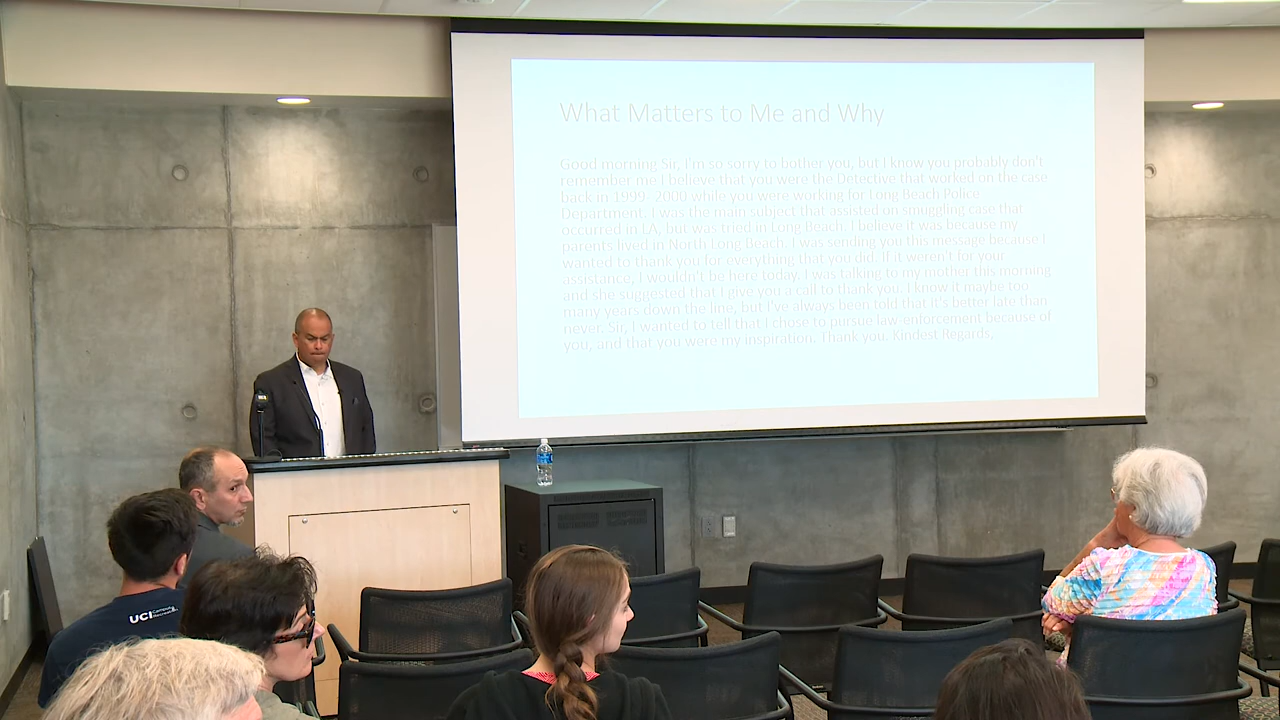 What Matters to Me and Why
Good morning Sir, I'm so sorry to bother you, but I know you probably don't
remember me I believe that you were the Detective that worked on the case
back in 1999- 2000 while you were working for Long Beach Police
Department. I was the main subject that assisted on smuggling case that
occurred in LA, but was tried in Long Beach. I believe it was because my
parents lived in North Long Beach. I was sending you this message because I
wanted to thank you for everything that you did. If it weren't for your
assistance, I wouldn't be here today. I was talking to my mother this morning
and she suggested that I give you a call to thank you. I know it maybe too
many years down the line, but I've always been told that it's better late than
never. Sir, I wanted to tell that I chose to pursue law-enforcement because of
you, and that you were my inspiration. Thank you. Kindest Regards,
UCI Campus
Recreation